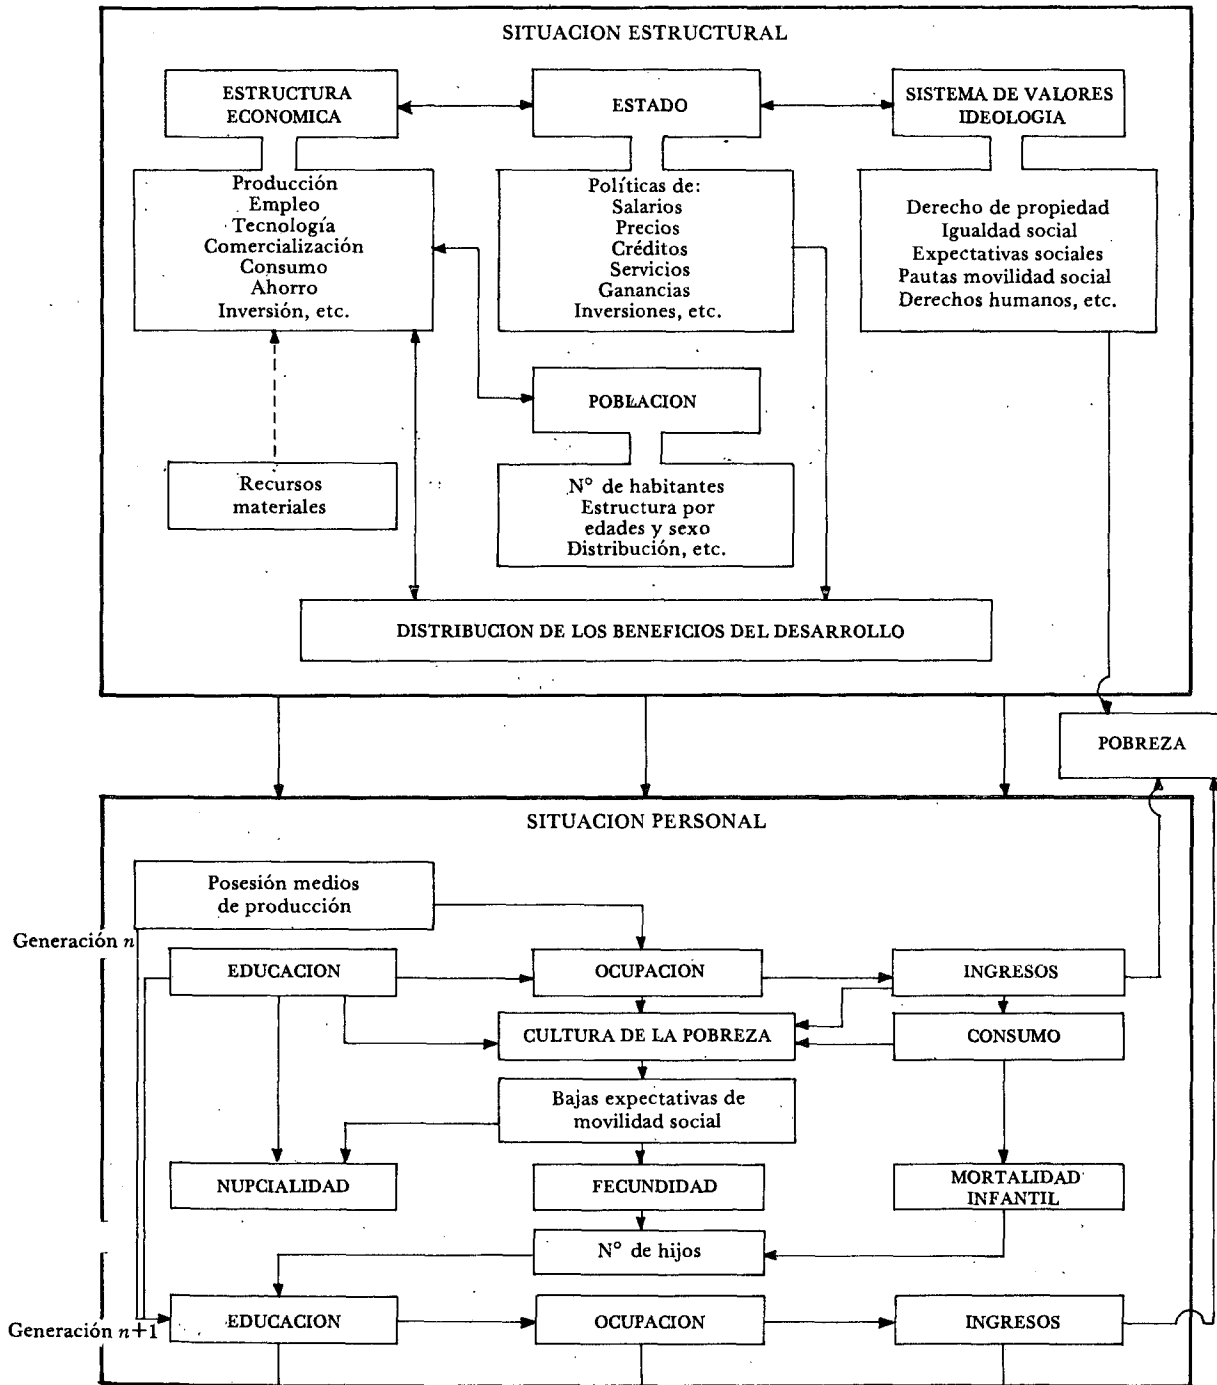 SITUACION ESTRUCTURAL
ESTRUCTURA
ECONOMICA
ESTADO
SISTEMA DE VALORES
IDEOLOGIA
Producción
Empleo
Tecnología
Comercialización
Consumo
Ahorro
Inversión, etc.
Políticas de:
Salarios
Precios
Créditos
Servicios
Ganancias
Inversiones, etc.
Derecho de propiedad
Igualdad social
Expectativas sociales
Pautas movilidad social
Derechos humanos, etc.
POBLACION
Recursos
materiales
N° de habitantes
Estructura por
edades y sexo
Distribución, etc.
DISTRIBUCION DE LOS BENEFICIOS DEL DESARROLLO
POBREZA
SITUACION PERSONAL
Posesión medios
de producción
Generación n
EDUCACION
OCUPACION
INGRESOS
CULTURA DE LA POBREZA
CONSUMO
Bajas expectativas de
movilidad social
NUPCIALIDAD
FECUNDIDAD
MORTALIDAD
INFANTIL
N° de hijos
Generación n+1
EDUCACION
OCUPACION
INGRESOS